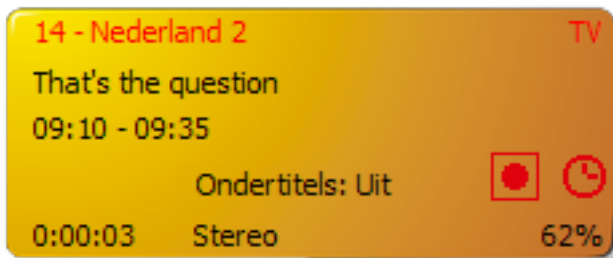 14 - Nederland 2 TV
That's the question
09:10 - 09:35
Ondertitels: Uit
0:00:03 Stereo 62%